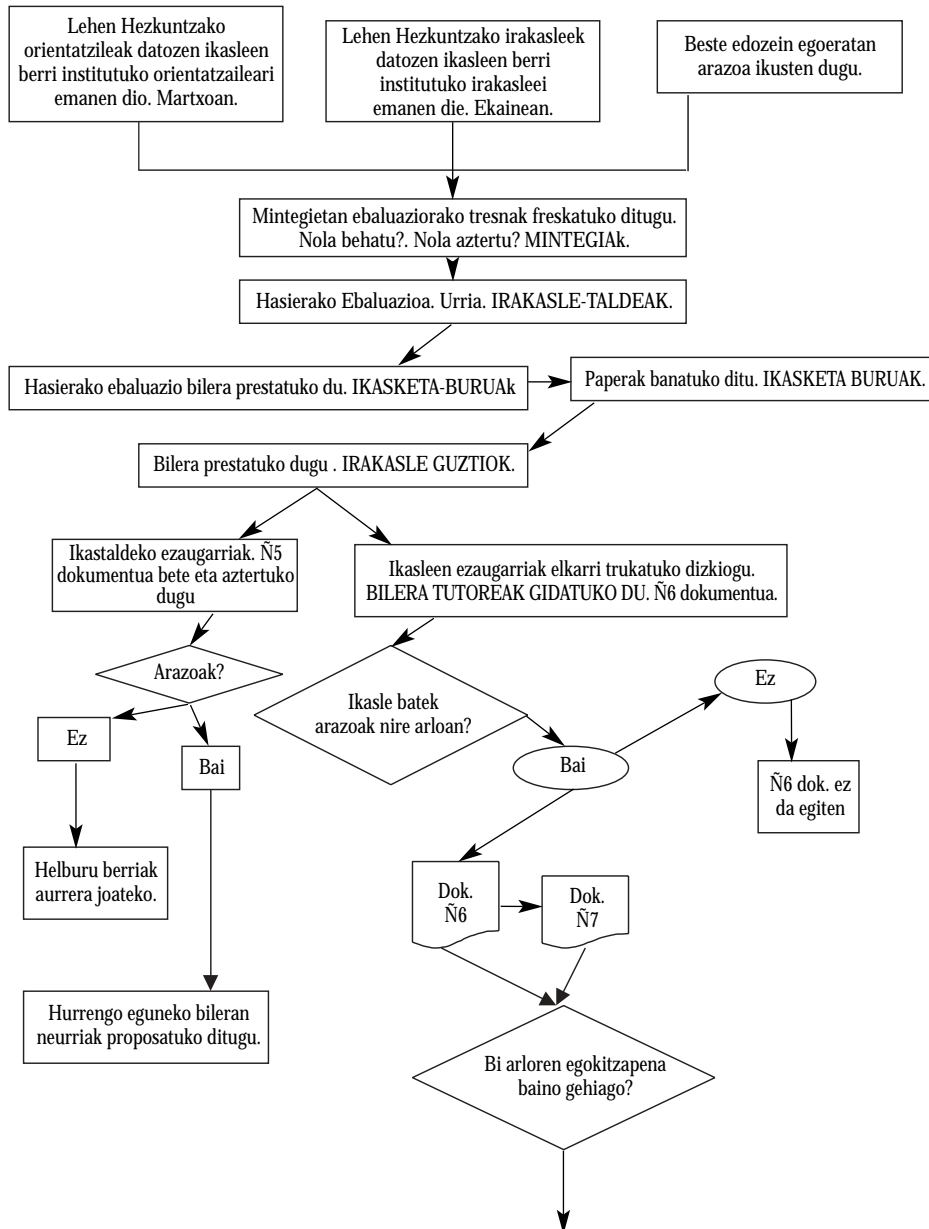 Lehen Hezkuntzako
orientatzileak datozen ikasleen
berri institutuko orientatzaileari
emanen dio. Martxoan.
Lehen Hezkuntzako irakasleek
datozen ikasleen berri
institutuko irakasleei
emanen die. Ekainean.
Beste edozein egoeratan
arazoa ikusten dugu.
Mintegietan ebaluaziorako tresnak freskatuko ditugu.
Nola behatu?. Nola aztertu? MINTEGIAk.
Hasierako Ebaluazioa. Urria. IRAKASLE-TALDEAK.
Hasierako ebaluazio bilera prestatuko du. IKASKETA-BURUAk
Paperak banatuko ditu. IKASKETA BURUAK.
Bilera prestatuko dugu . IRAKASLE GUZTIOK.
Ikastaldeko ezaugarriak. Ñ5
dokumentua bete eta aztertuko
dugu
Ikasleen ezaugarriak elkarri trukatuko dizkiogu.
BILERA TUTOREAK GIDATUKO DU. Ñ6 dokumentua.
Arazoak?
Ez
Bai
Helburu berriak
aurrera joateko.
Hurrengo eguneko bileran
neurriak proposatuko ditugu.
Ikasle batek
arazoak nire arloan?
Bai
Ez
Ñ6 dok. ez
da egiten
Dok.
Ñ6
Dok.
Ñ7
Bi arloren egokitzapena
baino gehiago?